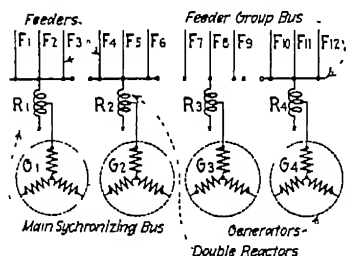 Feeders Feeder Group Bus
F1 F2 F3 F4 F5 F6 F7 F8 F9 F10 F11 F12
R1 R2 R3 R4
G1 G2 G3 G4
Main Sychronizing Bus Generators-
Double Reactors